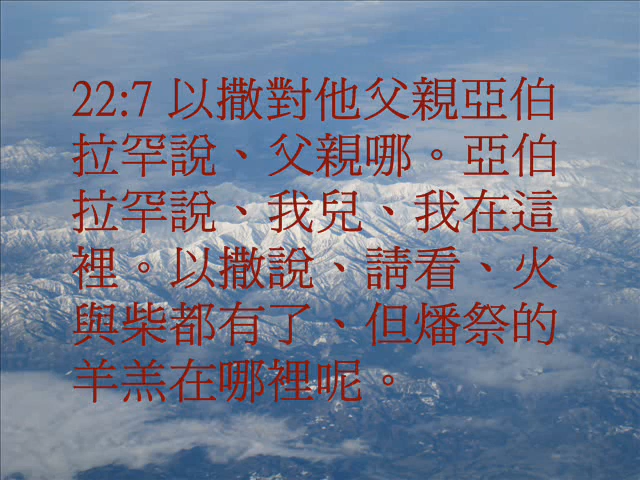 22:7 以撒對他父親亞伯
拉罕說、父親哪。亞伯
拉罕說、我兒、我在這
裡。以撒說、請看、火
與柴都有了、但燔祭的
羊羔在哪裡呢。